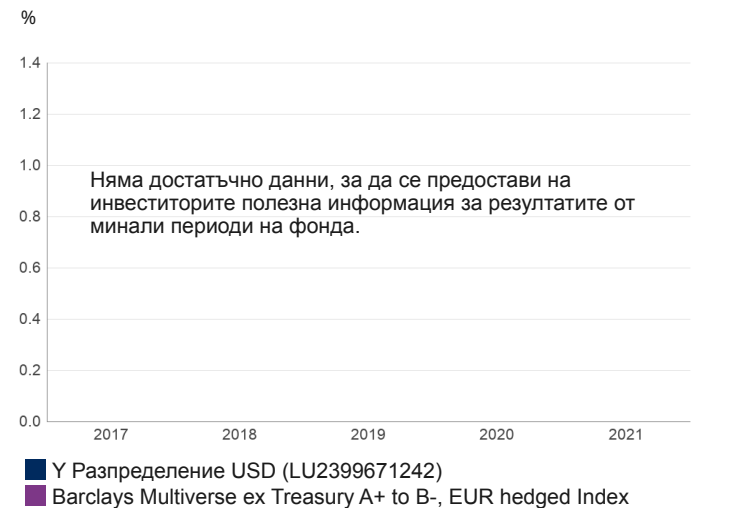 %
1.4
1.2
1.0
Няма достатъчно данни, за да се предостави на
инвеститорите полезна информация за резултатите от
минали периоди на фонда.
0.8
0.6
0.4
0.2
0.0
2017 2018 2019 2020 2021
Y Разпределение USD (LU2399671242)
Barclays Multiverse ex Treasury A+ to B-, EUR hedged Index